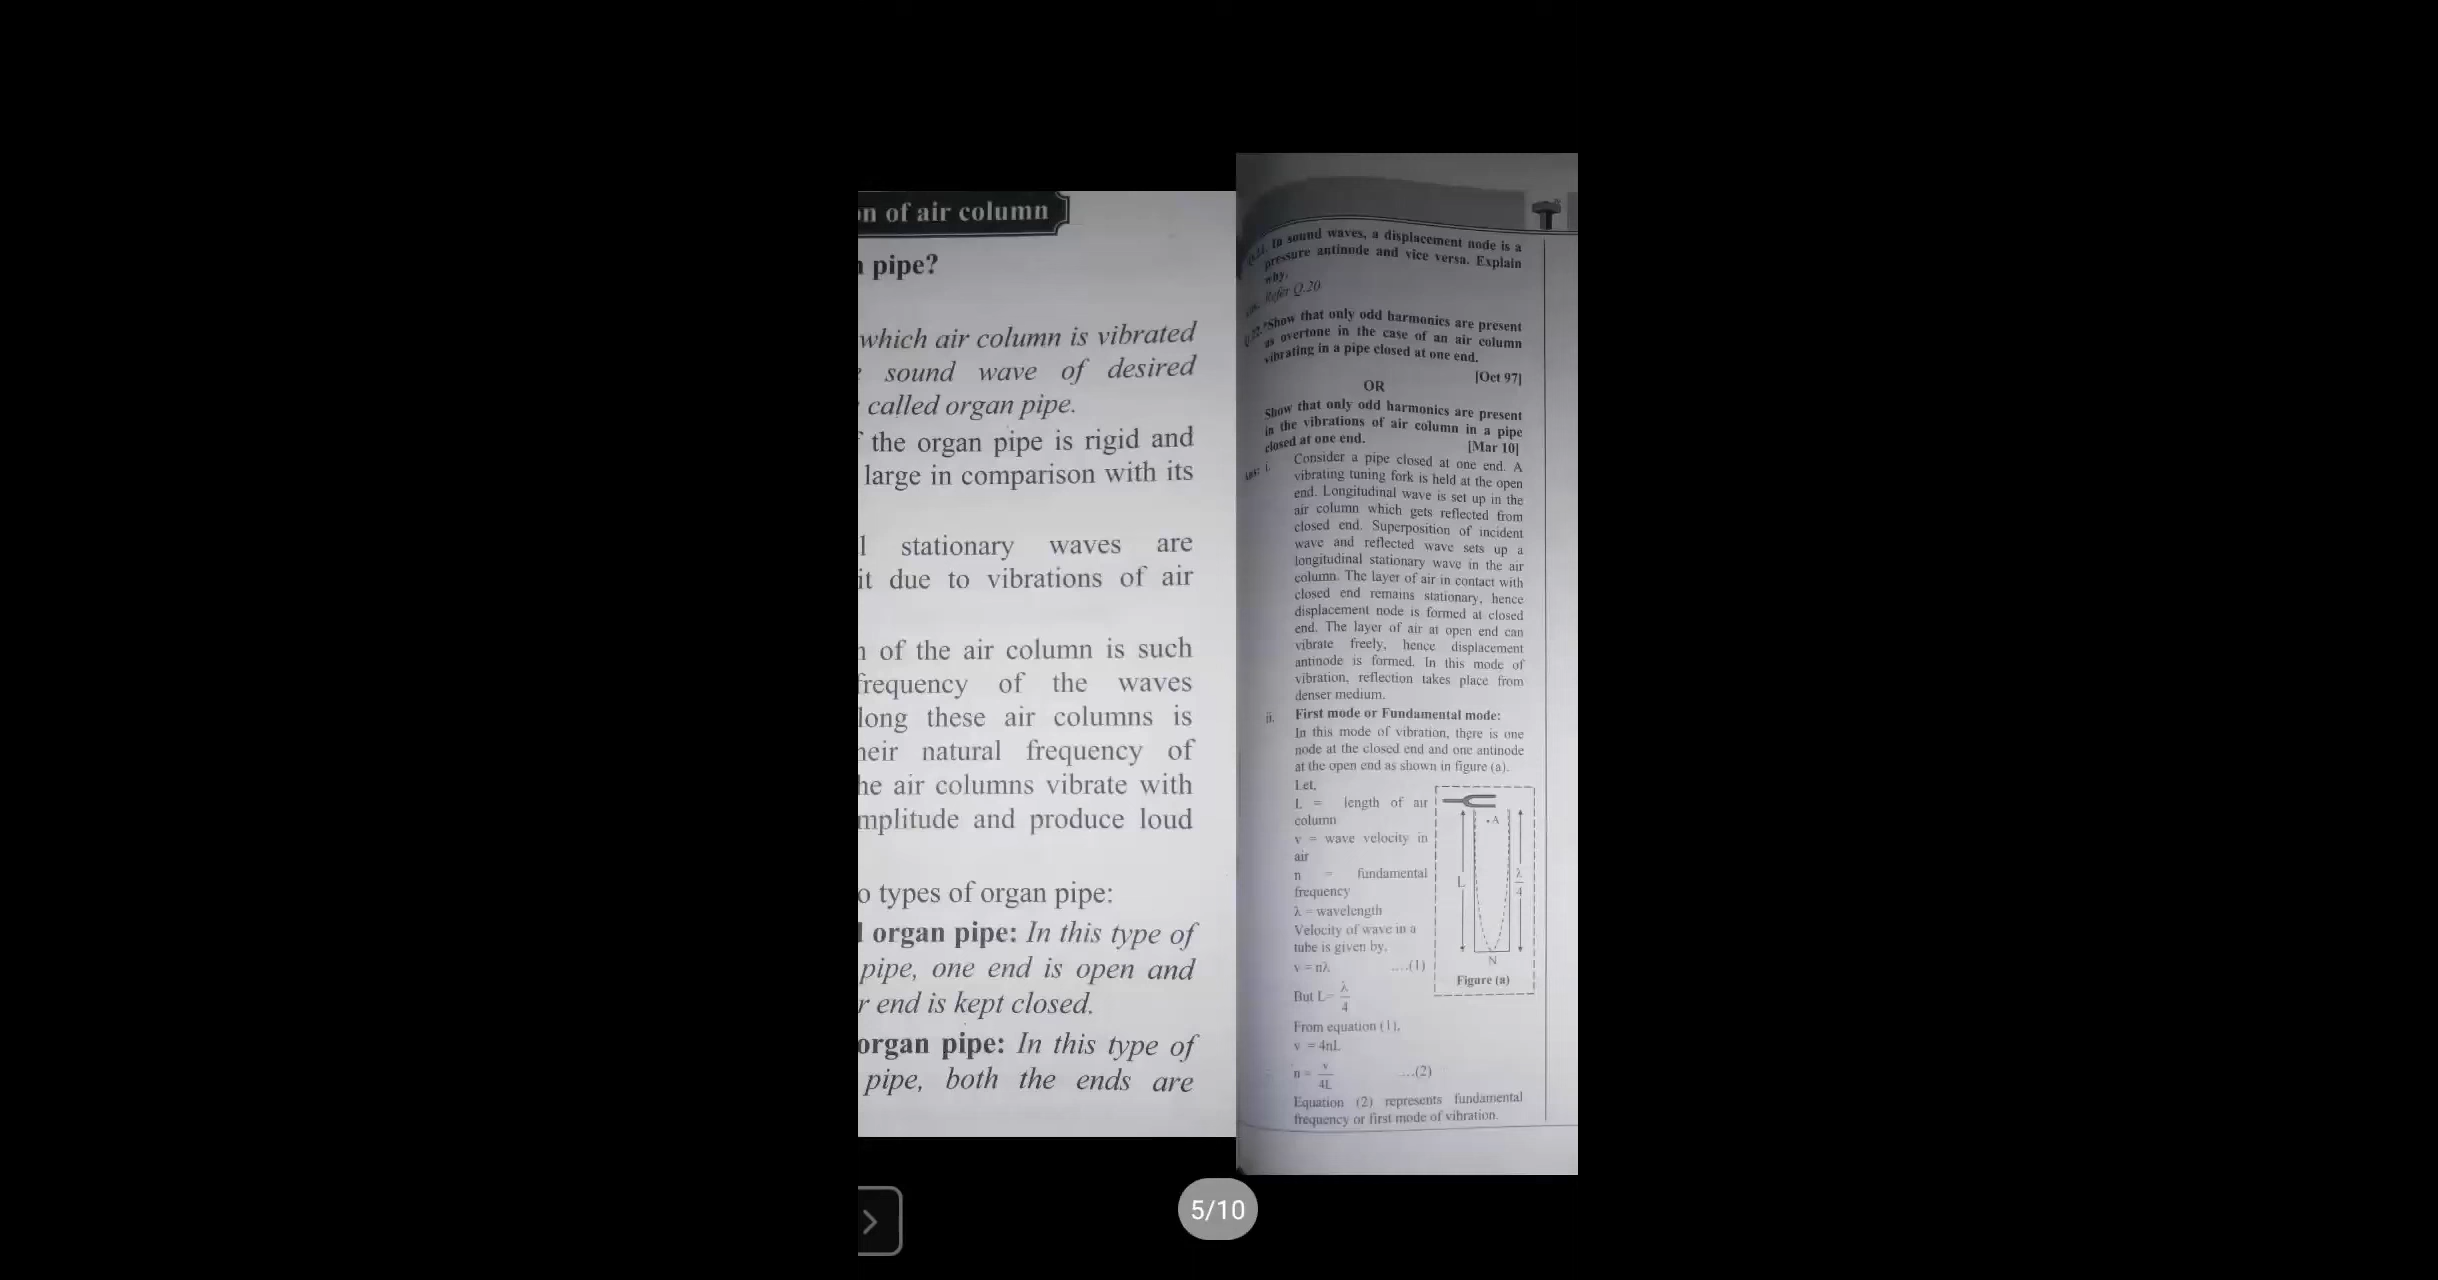 n of air column
pipe?
which air column is vibrated
sound wave of desired
called organ pipe.
the organ pipe is rigid and
large in comparison with its
stationary waves are
it due to vibrations of air
of the air column is such
frequency of the waves
long these air columns is
heir natural frequency of
he air columns vibrate with
mplitude and produce loud
o types of organ pipe:
organ pipe: In this type of
pipe, one end is open and
r end is kept closed.
organ pipe: In this type of
pipe, both the ends are
In sound waves, a displacement node is a
pressure antinode and vice versa. Explain
why.
Refer Q.20
Show that only odd harmonics are present
as overtone in the case of an air column
vibrating in a pipe closed at one end.
[Oct 97]
OR
Show that only odd harmonics are present
in the vibrations of air column in a pipe
closed at one end. [Mar 10]
Ans: i. Consider a pipe closed at one end. A
vibrating tuning fork is held at the open
end. Longitudinal wave is set up in the
air column which gets reflected from
closed end. Superposition of incident
wave and reflected wave sets up a
longitudinal stationary wave in the air
column. The layer of air in contact with
closed end remains stationary, hence
displacement node is formed at closed
end. The layer of air at open end can
vibrate freely, hence displacement
antinode is formed. In this mode of
vibration, reflection takes place from
denser medium.
ii. First mode or Fundamental mode:
In this mode of vibration, there is one
node at the closed end and one antinode
at the open end as shown in figure (a).
Let,
L = length of air
column
v = wave velocity in
air
n = fundamental
frequency
λ = wavelength
Velocity of wave in a
tube is given by,
v = nλ ....(1)
But L = λ/4
From equation (1),
v = 4nL
n = v/4L ....(2)
Equation (2) represents fundamental
frequency or first mode of vibration.
A
L
λ/4
N
Figure (a)
5/10